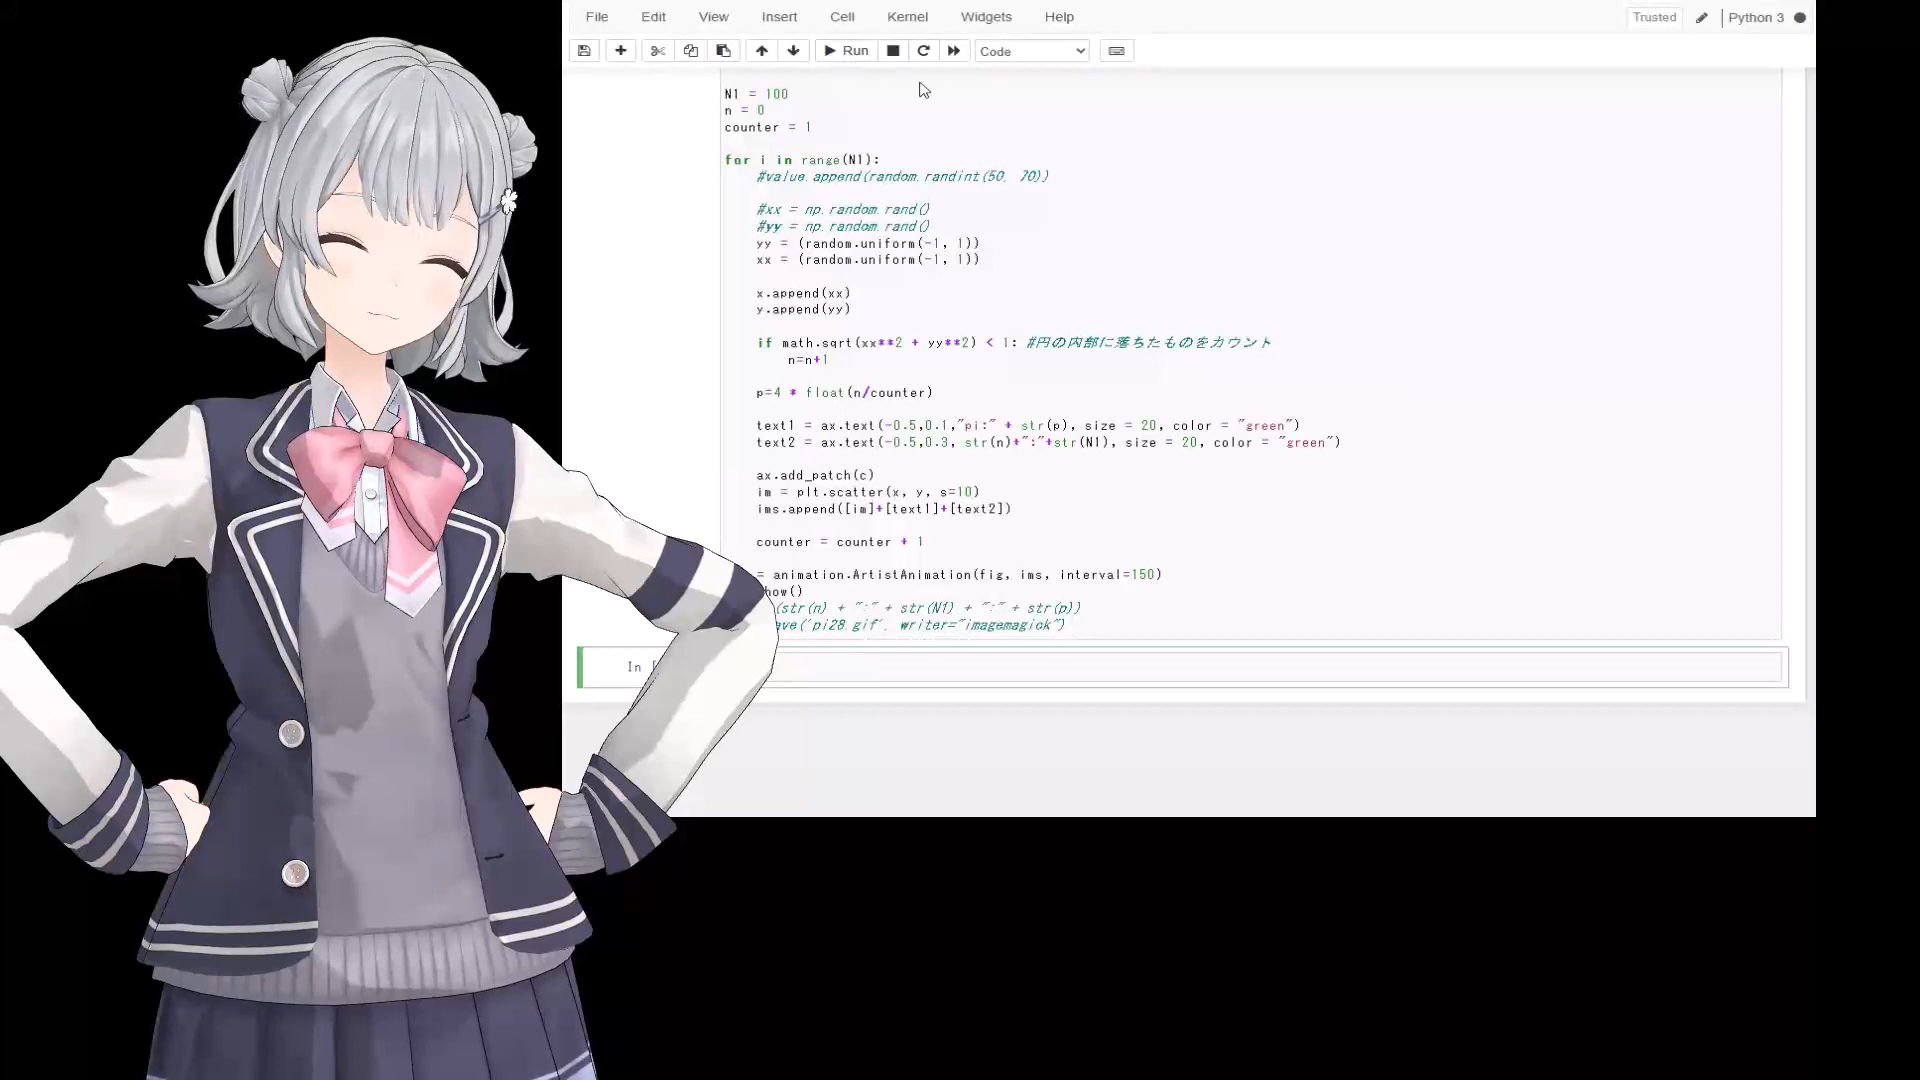 File Edit View Insert Cell Kernel Widgets Help Trusted Python 3
Run Code
N1 = 100
n = 0
counter = 1
for i in range(N1):
#value.append(random.randint(50, 70))
#xx = np.random.rand()
#yy = np.random.rand()
yy = (random.uniform(-1, 1))
xx = (random.uniform(-1, 1))
x.append(xx)
y.append(yy)
if math.sqrt(xx**2 + yy**2) < 1: #円の内部に落ちたものをカウント
n=n+1
p=4 * float(n/counter)
text1 = ax.text(-0.5,0.1,"pi:" + str(p), size = 20, color = "green")
text2 = ax.text(-0.5,0.3, str(n)+":"+str(N1), size = 20, color = "green")
ax.add_patch(c)
im = plt.scatter(x, y, s=10)
ims.append([im]+[text1]+[text2])
counter = counter + 1
= animation.ArtistAnimation(fig, ims, interval=150)
how()
(str(n) + ":" + str(N1) + ":" + str(p))
ave('pi28.gif', writer="imagemagick")
In [